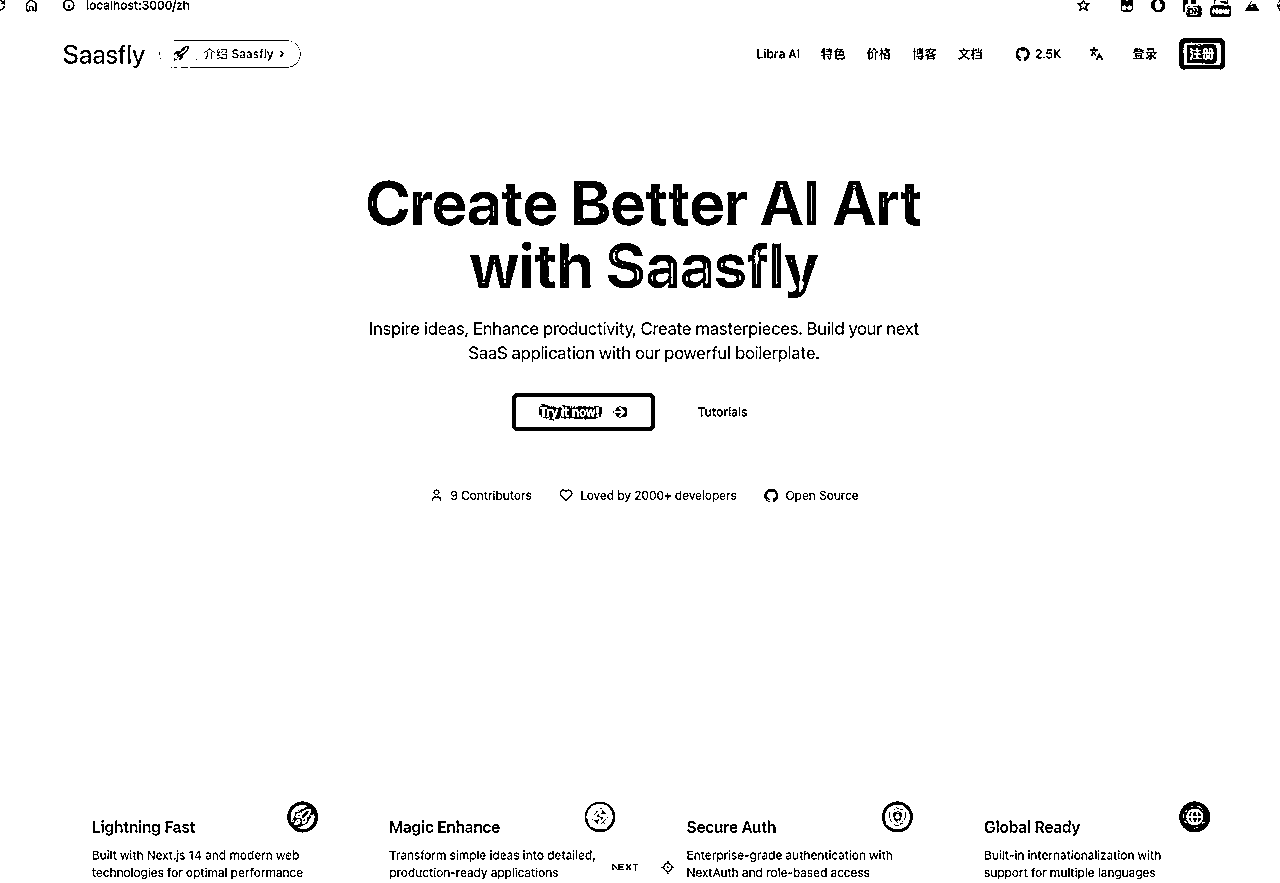 localhost:3000/zh
Saasfly 介绍 Saasfly > Libra AI 特色 价格 博客 文档 2.5K 登录 注册
Create Better AI Art
with Saasfly
Inspire ideas, Enhance productivity, Create masterpieces. Build your next
SaaS application with our powerful boilerplate.
Try it now! Tutorials
9 Contributors Loved by 2000+ developers Open Source
Lightning Fast
Built with Next.js 14 and modern web
technologies for optimal performance
Magic Enhance
Transform simple ideas into detailed,
production-ready applications
NEXT
Secure Auth
Enterprise-grade authentication with
NextAuth and role-based access
Global Ready
Built-in internationalization with
support for multiple languages